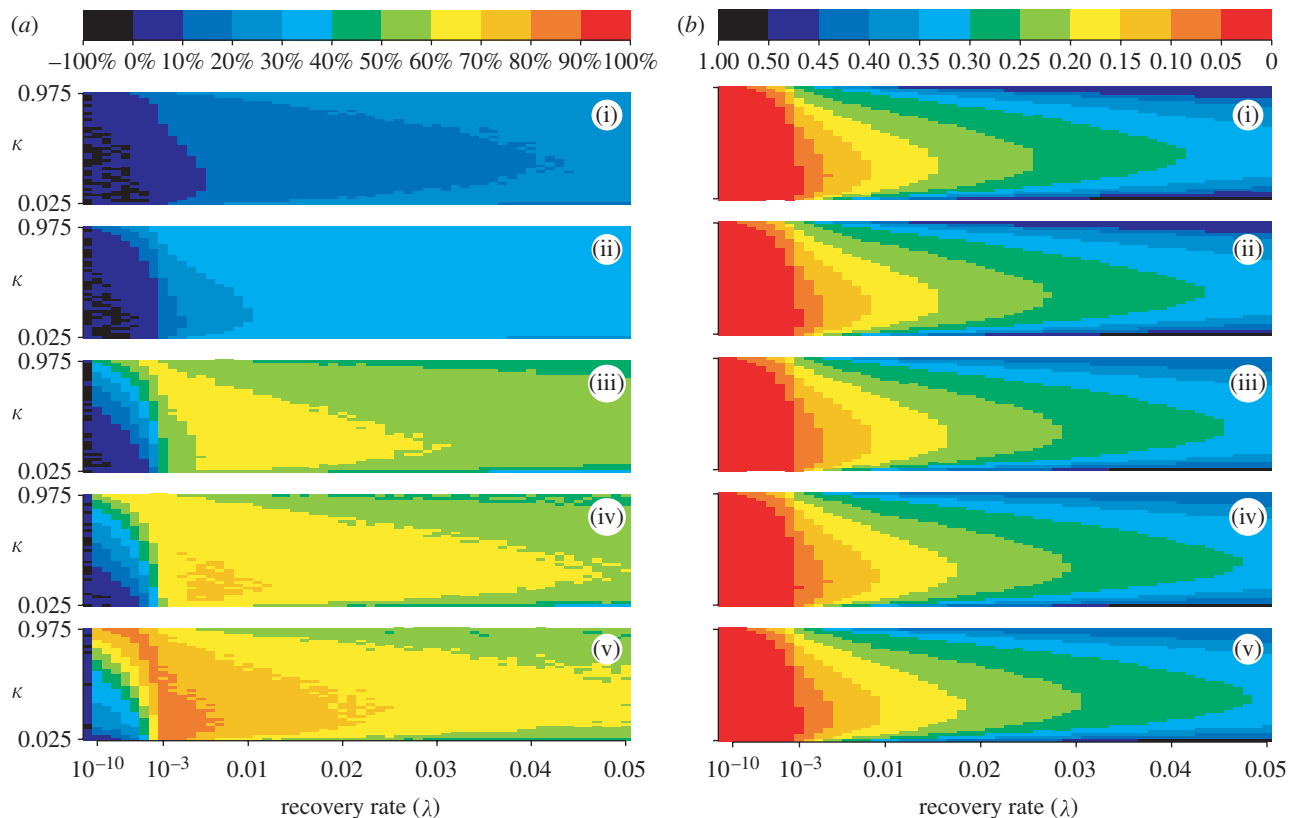 (a)
−100% 0% 10% 20% 30% 40% 50% 60% 70% 80% 90% 100%
0.975
κ
0.025
(i)
0.975
κ
0.025
(ii)
0.975
κ
0.025
(iii)
0.975
κ
0.025
(iv)
0.975
κ
0.025
(v)
10⁻¹⁰ 10⁻³ 0.01 0.02 0.03 0.04 0.05
recovery rate (λ)
(b)
1.00 0.50 0.45 0.40 0.35 0.30 0.25 0.20 0.15 0.10 0.05 0
(i)
(ii)
(iii)
(iv)
(v)
10⁻¹⁰ 10⁻³ 0.01 0.02 0.03 0.04 0.05
recovery rate (λ)